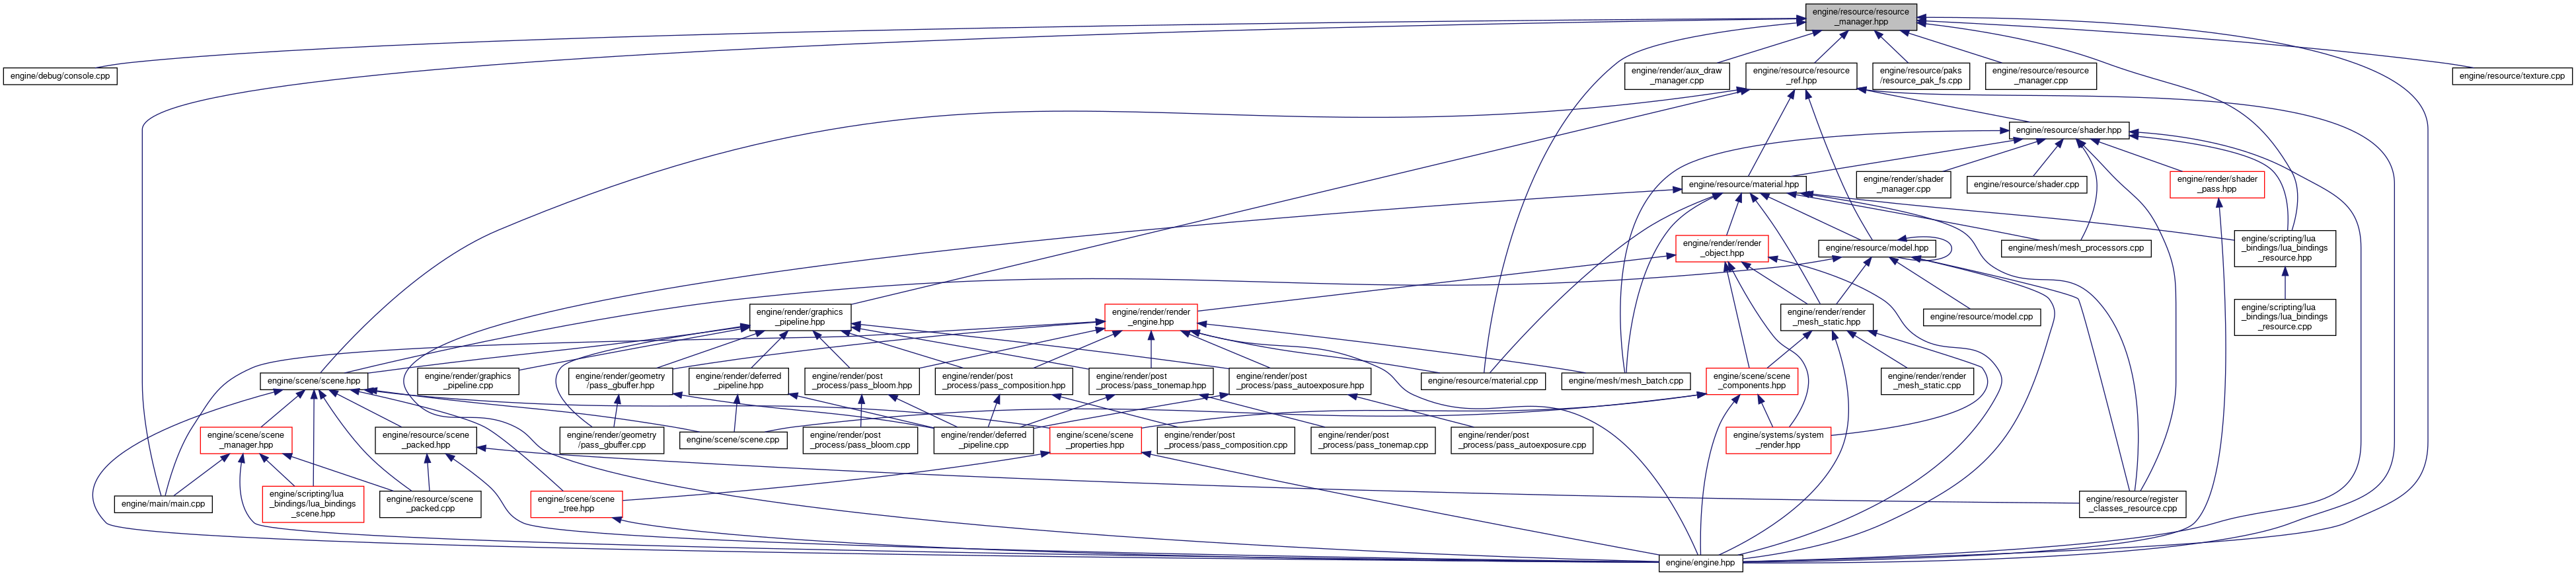 engine/resource/resource
_manager.hpp
engine/debug/console.cpp
engine/render/aux_draw
_manager.cpp
engine/resource/resource
_ref.hpp
engine/resource/paks
/resource_pak_fs.cpp
engine/resource/resource
_manager.cpp
engine/resource/texture.cpp
engine/resource/shader.hpp
engine/resource/material.hpp
engine/render/shader
_manager.cpp
engine/resource/shader.cpp
engine/render/shader
_pass.hpp
engine/render/render
_object.hpp
engine/resource/model.hpp
engine/mesh/mesh_processors.cpp
engine/scripting/lua
_bindings/lua_bindings
_resource.hpp
engine/render/graphics
_pipeline.hpp
engine/render/render
_engine.hpp
engine/render/render
_mesh_static.hpp
engine/resource/model.cpp
engine/scripting/lua
_bindings/lua_bindings
_resource.cpp
engine/scene/scene.hpp
engine/render/graphics
_pipeline.cpp
engine/render/geometry
/pass_gbuffer.hpp
engine/render/deferred
_pipeline.hpp
engine/render/post
_process/pass_bloom.hpp
engine/render/post
_process/pass_composition.hpp
engine/render/post
_process/pass_tonemap.hpp
engine/render/post
_process/pass_autoexposure.hpp
engine/resource/material.cpp
engine/mesh/mesh_batch.cpp
engine/scene/scene
_components.hpp
engine/render/render
_mesh_static.cpp
engine/scene/scene
_manager.hpp
engine/resource/scene
_packed.hpp
engine/render/geometry
/pass_gbuffer.cpp
engine/scene/scene.cpp
engine/render/post
_process/pass_bloom.cpp
engine/render/deferred
_pipeline.cpp
engine/scene/scene
_properties.hpp
engine/render/post
_process/pass_composition.cpp
engine/render/post
_process/pass_tonemap.cpp
engine/render/post
_process/pass_autoexposure.cpp
engine/systems/system
_render.hpp
engine/main/main.cpp
engine/scripting/lua
_bindings/lua_bindings
_scene.hpp
engine/resource/scene
_packed.cpp
engine/scene/scene
_tree.hpp
engine/resource/register
_classes_resource.cpp
engine/engine.hpp